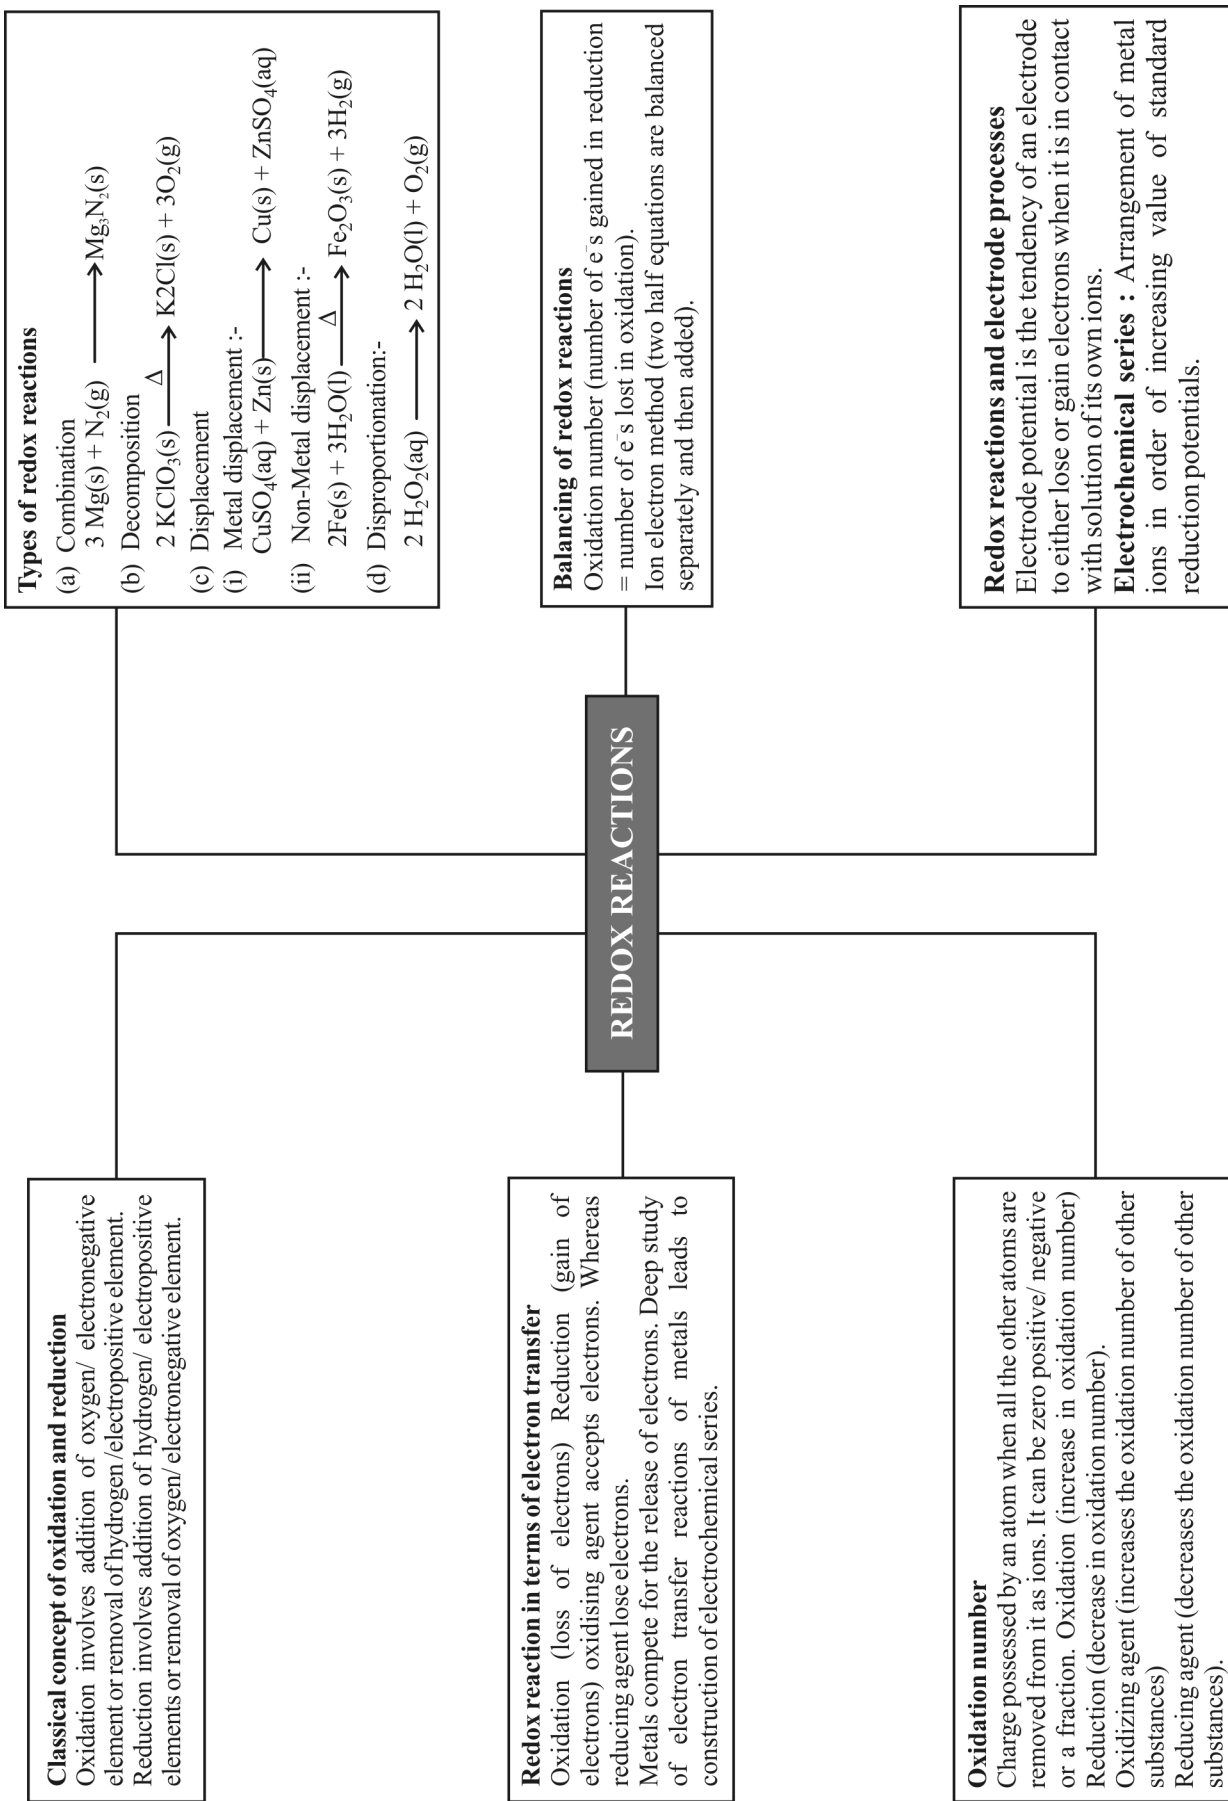 REDOX REACTIONS
Classical concept of oxidation and reduction
Oxidation involves addition of oxygen/ electronegative
element or removal of hydrogen /electropositive element.
Reduction involves addition of hydrogen/ electropositive
elements or removal of oxygen/ electronegative element.
Redox reaction in terms of electron transfer
Oxidation (loss of electrons) Reduction (gain of
electrons) oxidising agent accepts electrons. Whereas
reducing agent lose electrons.
Metals compete for the release of electrons. Deep study
of electron transfer reactions of metals leads to
construction of electrochemical series.
Oxidation number
Charge possessed by an atom when all the other atoms are
removed from it as ions. It can be zero positive/ negative
or a fraction. Oxidation (increase in oxidation number)
Reduction (decrease in oxidation number).
Oxidizing agent (increases the oxidation number of other
substances)
Reducing agent (decreases the oxidation number of other
substances).
Types of redox reactions
(a) Combination
3 Mg(s) + N₂(g) ⟶ Mg₃N₂(s)
(b) Decomposition
2 KClO₃(s) —Δ→ K2Cl(s) + 3O₂(g)
(c) Displacement
(i) Metal displacement :-
CuSO₄(aq) + Zn(s) ⟶ Cu(s) + ZnSO₄(aq)
(ii) Non-Metal displacement :-
2Fe(s) + 3H₂O(l) —Δ→ Fe₂O₃(s) + 3H₂(g)
(d) Disproportionation:-
2 H₂O₂(aq) ⟶ 2 H₂O(l) + O₂(g)
Balancing of redox reactions
Oxidation number (number of e⁻s gained in reduction
= number of e⁻s lost in oxidation).
Ion electron method (two half equations are balanced
separately and then added).
Redox reactions and electrode processes
Electrode potential is the tendency of an electrode
to either lose or gain electrons when it is in contact
with solution of its own ions.
Electrochemical series : Arrangement of metal
ions in order of increasing value of standard
reduction potentials.